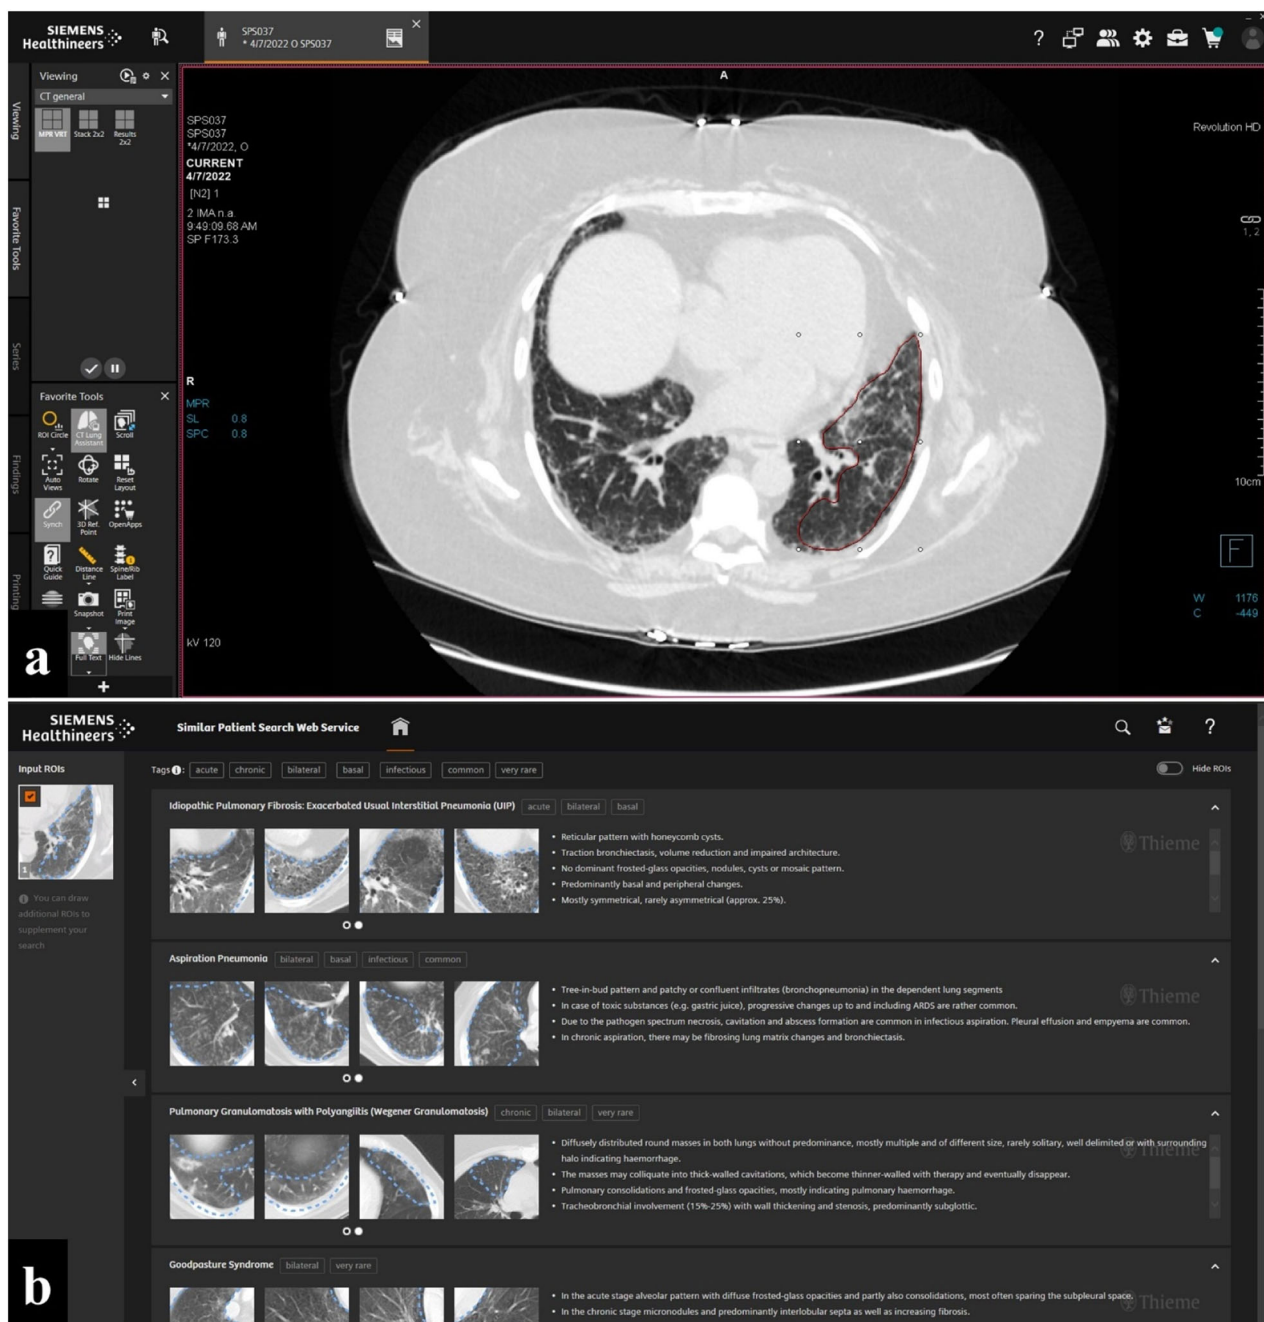 SIEMENS
Healthineers
SPS037
* 4/7/2022 O SPS037
?
Viewing
CT general
MPR VRT
Stack 2x2
Results
2x2
Viewing
Favorite Tools
Series
Findings
Printing
Favorite Tools
ROI Circle
CT Lung
Assistant
Scroll
Auto
Views
Rotate
Reset
Layout
Synch
3D Ref.
Point
OpenApps
Quick
Guide
Distance
Line
Spine/Rib
Label
Snapshot
Print
Image
Full Text
Hide Lines
+
a
SPS037
SPS037
*4/7/2022, O
CURRENT
4/7/2022
[N2] 1
2 IMA n.a.
9:49:09.68 AM
SP F173.3
R
MPR
SL 0.8
SPC 0.8
kV 120
A
Revolution HD
1, 2
10cm
F
W 1176
C -449
SIEMENS
Healthineers
Similar Patient Search Web Service
?
Input ROIs
1
You can draw
additional ROIs to
supplement your
search
Tags : acute chronic bilateral basal infectious common very rare
Hide ROIs
Idiopathic Pulmonary Fibrosis: Exacerbated Usual Interstitial Pneumonia (UIP) acute bilateral basal
• Reticular pattern with honeycomb cysts.
• Traction bronchiectasis, volume reduction and impaired architecture.
• No dominant frosted-glass opacities, nodules, cysts or mosaic pattern.
• Predominantly basal and peripheral changes.
• Mostly symmetrical, rarely asymmetrical (approx. 25%).
Thieme
Aspiration Pneumonia bilateral basal infectious common
• Tree-in-bud pattern and patchy or confluent infiltrates (bronchopneumonia) in the dependent lung segments
• In case of toxic substances (e.g. gastric juice), progressive changes up to and including ARDS are rather common.
• Due to the pathogen spectrum necrosis, cavitation and abscess formation are common in infectious aspiration. Pleural effusion and empyema are common.
• In chronic aspiration, there may be fibrosing lung matrix changes and bronchiectasis.
Thieme
Pulmonary Granulomatosis with Polyangiitis (Wegener Granulomatosis) chronic bilateral very rare
• Diffusely distributed round masses in both lungs without predominance, mostly multiple and of different size, rarely solitary, well delimited or with surrounding
halo indicating haemorrhage.
• The masses may colliquate into thick-walled cavitations, which become thinner-walled with therapy and eventually disappear.
• Pulmonary consolidations and frosted-glass opacities, mostly indicating pulmonary haemorrhage.
• Tracheobronchial involvement (15%-25%) with wall thickening and stenosis, predominantly subglottic.
Thieme
Goodpasture Syndrome bilateral very rare
• In the acute stage alveolar pattern with diffuse frosted-glass opacities and partly also consolidations, most often sparing the subpleural space.
• In the chronic stage micronodules and predominantly interlobular septa as well as increasing fibrosis.
Thieme
b